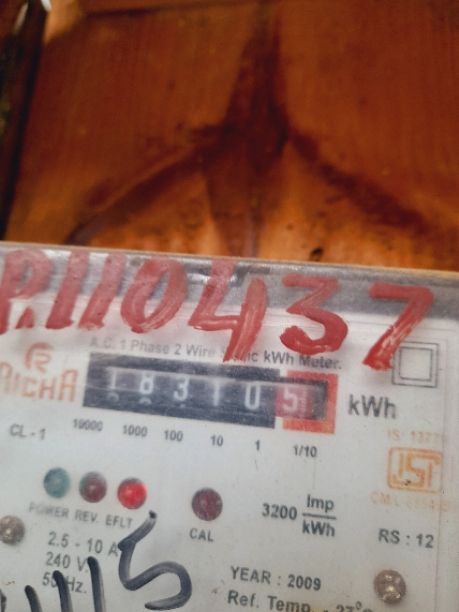 P.110437
A.C. 1 Phase 2 Wire Static kWh Meter.
RICHA
183105 kWh
CL-1 10000 1000 100 10 1 1/10
POWER REV. EFLT CAL
3200 Imp/kWh
RS : 12
2.5 - 10 A
240 V
50 Hz.
YEAR : 2009
Ref. Temp. - 27°